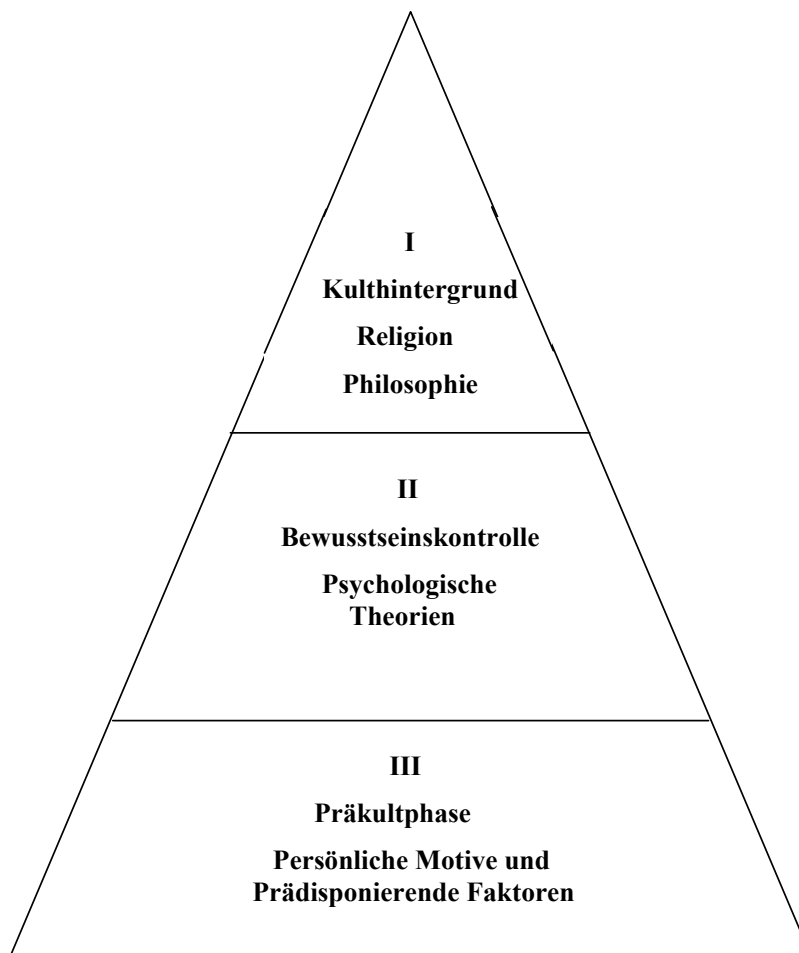 I
Kulthintergrund
Religion
Philosophie
II
Bewusstseinskontrolle
Psychologische
Theorien
III
Präkultphase
Persönliche Motive und
Prädisponierende Faktoren